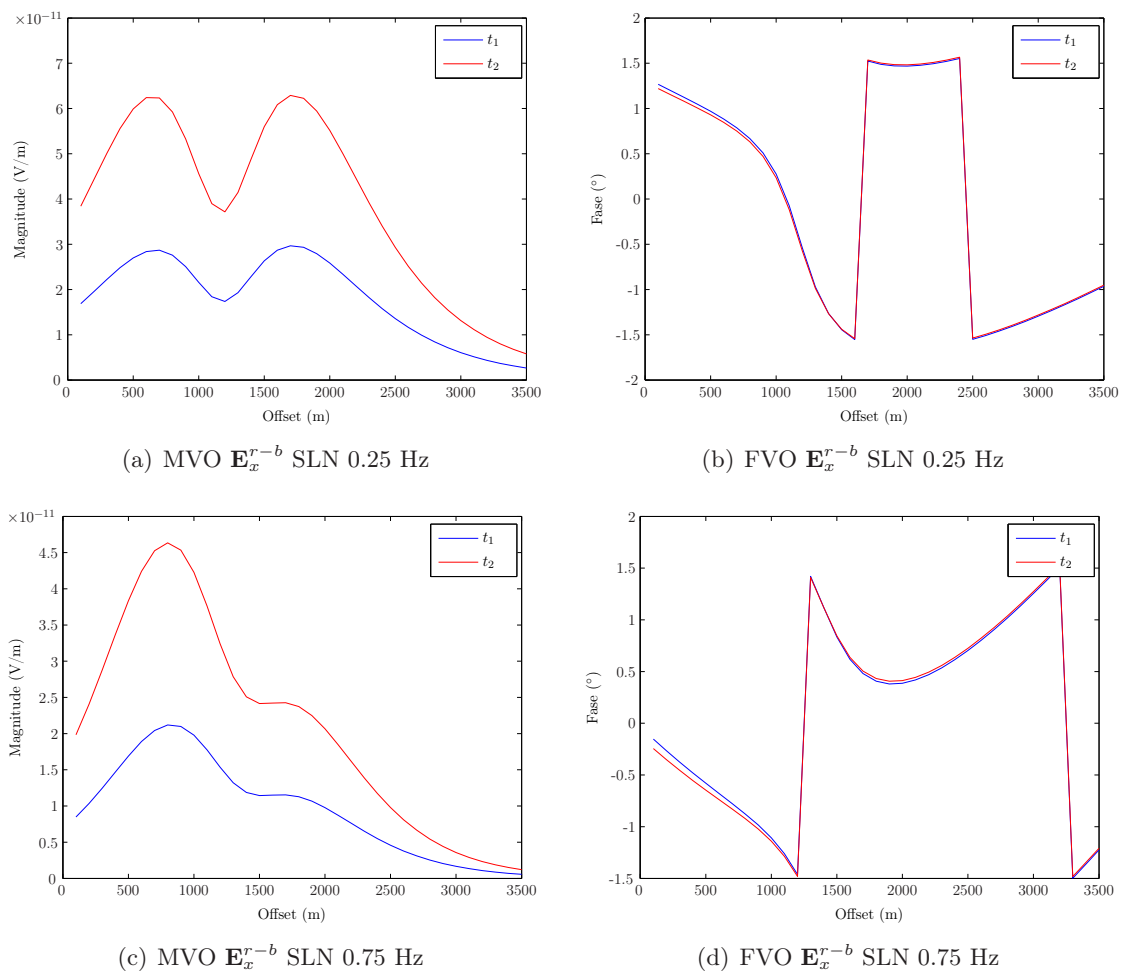 ×10⁻¹¹
8
7
6
5
4
3
2
1
0
Magnitude (V/m)
0 500 1000 1500 2000 2500 3000 3500
Offset (m)
t₁
t₂
(a) MVO E_x^{r−b} SLN 0.25 Hz
2
1.5
1
0.5
0
-0.5
-1
-1.5
-2
Fase (°)
0 500 1000 1500 2000 2500 3000 3500
Offset (m)
t₁
t₂
(b) FVO E_x^{r−b} SLN 0.25 Hz
×10⁻¹¹
5
4.5
4
3.5
3
2.5
2
1.5
1
0.5
0
Magnitude (V/m)
0 500 1000 1500 2000 2500 3000 3500
Offset (m)
t₁
t₂
(c) MVO E_x^{r−b} SLN 0.75 Hz
2
1.5
1
0.5
0
-0.5
-1
-1.5
Fase (°)
0 500 1000 1500 2000 2500 3000 3500
Offset (m)
t₁
t₂
(d) FVO E_x^{r−b} SLN 0.75 Hz